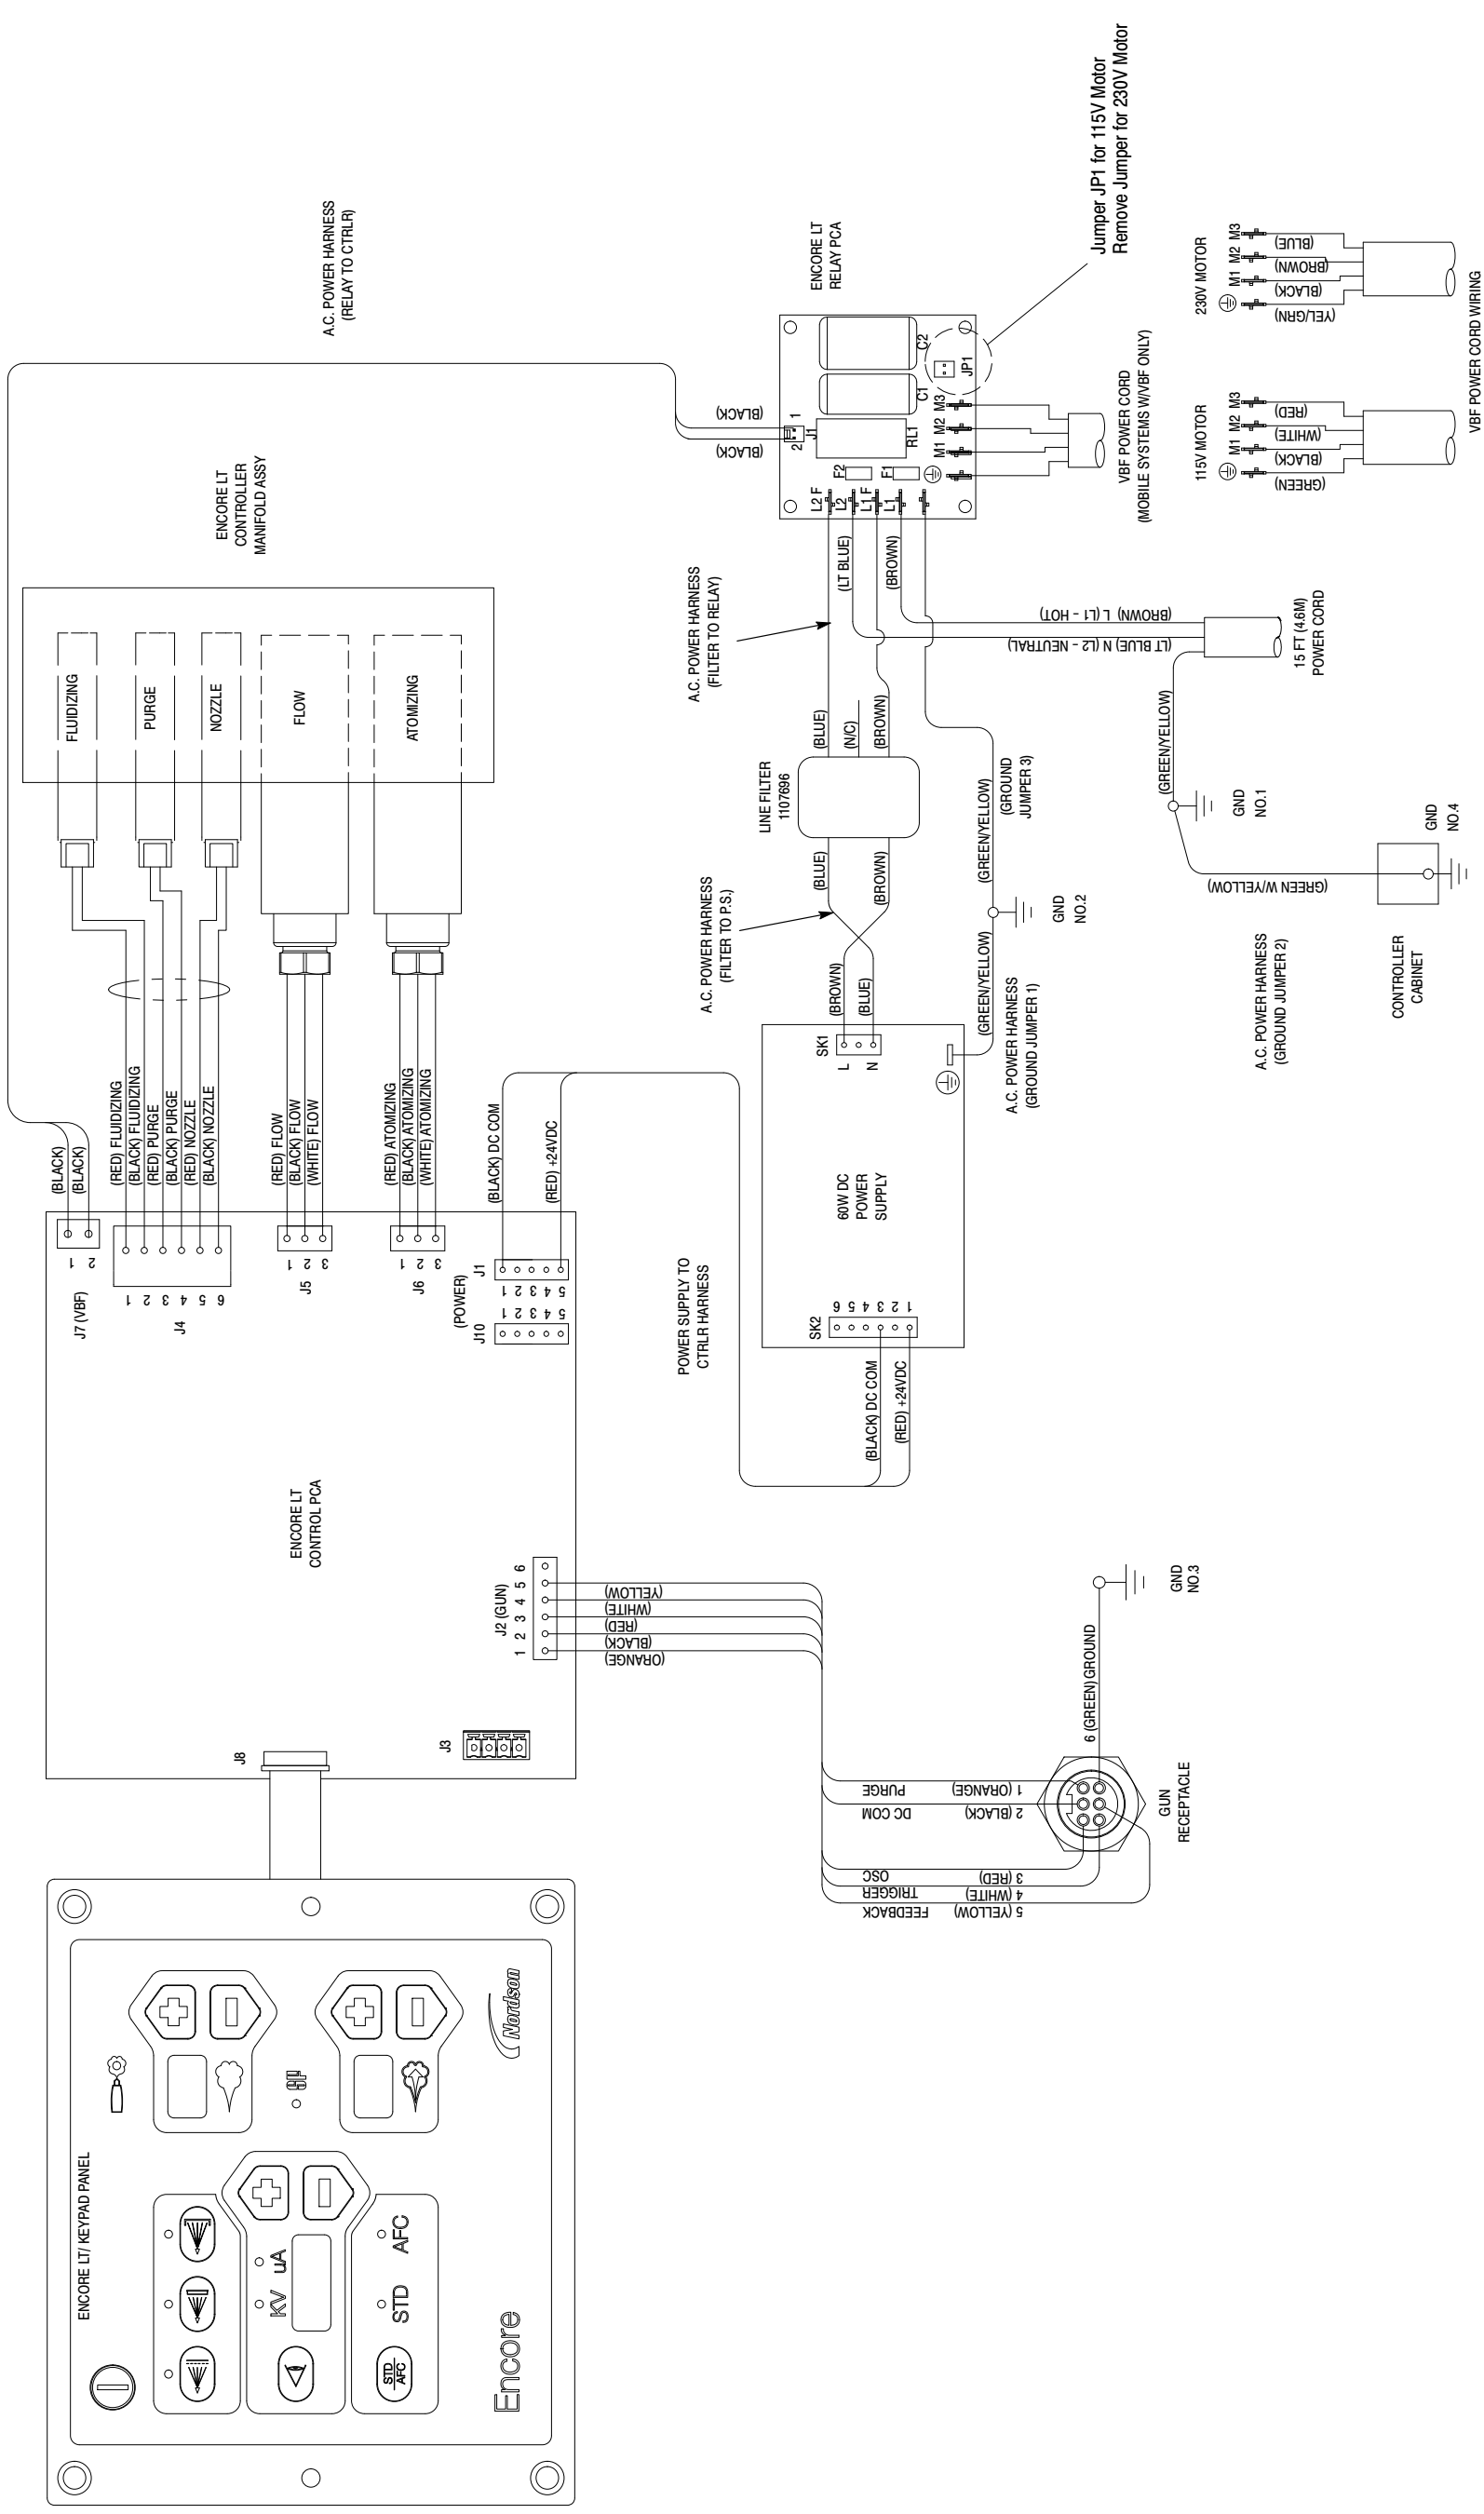 A.C. POWER HARNESS
(RELAY TO CTRLR)
ENCORE LT
CONTROLLER
MANIFOLD ASSY
FLUIDIZING
PURGE
NOZZLE
FLOW
ATOMIZING
ENCORE LT
RELAY PCA
Jumper JP1 for 115V Motor
Remove Jumper for 230V Motor
(BLACK)
(BLACK)
J1
2
1
C1
C2
RL1
JP1
F2
F1
L2 F
L2
L1 F
L1
M1
M2
M3
VBF POWER CORD
(MOBILE SYSTEMS W/VBF ONLY)
115V MOTOR
M1
M2
M3
(GREEN)
(BLACK)
(WHITE)
(RED)
230V MOTOR
M1
M2
M3
(YEL/GRN)
(BLACK)
(BROWN)
(BLUE)
VBF POWER CORD WIRING
A.C. POWER HARNESS
(FILTER TO RELAY)
(LT BLUE)
(BROWN)
(BROWN) L (L1 - HOT)
(LT BLUE) N (L2 - NEUTRAL)
15 FT (4.6M)
POWER CORD
(BLUE)
(N/C)
(BROWN)
LINE FILTER
1107696
(BLUE)
(BROWN)
A.C. POWER HARNESS
(FILTER TO P.S.)
(BROWN)
(BLUE)
(GREEN/YELLOW)
(GROUND
JUMPER 3)
GND
NO.2
(GREEN/YELLOW)
A.C. POWER HARNESS
(GROUND JUMPER 1)
(GREEN/YELLOW)
GND
NO.1
(GREEN W/YELLOW)
A.C. POWER HARNESS
(GROUND JUMPER 2)
GND
NO.4
CONTROLLER
CABINET
SK1
L
N
60W DC
POWER
SUPPLY
SK2
6
5
4
3
2
1
(BLACK) DC COM
(RED) +24VDC
POWER SUPPLY TO
CTRLR HARNESS
(BLACK)
(BLACK)
(RED) FLUIDIZING
(BLACK) FLUIDIZING
(RED) PURGE
(BLACK) PURGE
(RED) NOZZLE
(BLACK) NOZZLE
(RED) FLOW
(BLACK) FLOW
(WHITE) FLOW
(RED) ATOMIZING
(BLACK) ATOMIZING
(WHITE) ATOMIZING
(BLACK) DC COM
(RED) +24VDC
J7 (VBF)
1
2
J4
1
2
3
4
5
6
J5
1
2
3
J6
1
2
3
(POWER)
J1
1
2
3
4
5
J10
1
2
3
4
5
ENCORE LT
CONTROL PCA
J2 (GUN)
1
2
3
4
5
6
(ORANGE)
(BLACK)
(RED)
(WHITE)
(YELLOW)
J8
J3
1 (ORANGE) PURGE
2 (BLACK) DC COM
3 (RED) OSC
4 (WHITE) TRIGGER
5 (YELLOW) FEEDBACK
6 (GREEN) GROUND
GND
NO.3
GUN
RECEPTACLE
ENCORE LT/ KEYPAD PANEL
KV
uA
STD
AFC
STD
AFC
Encore
Nordson